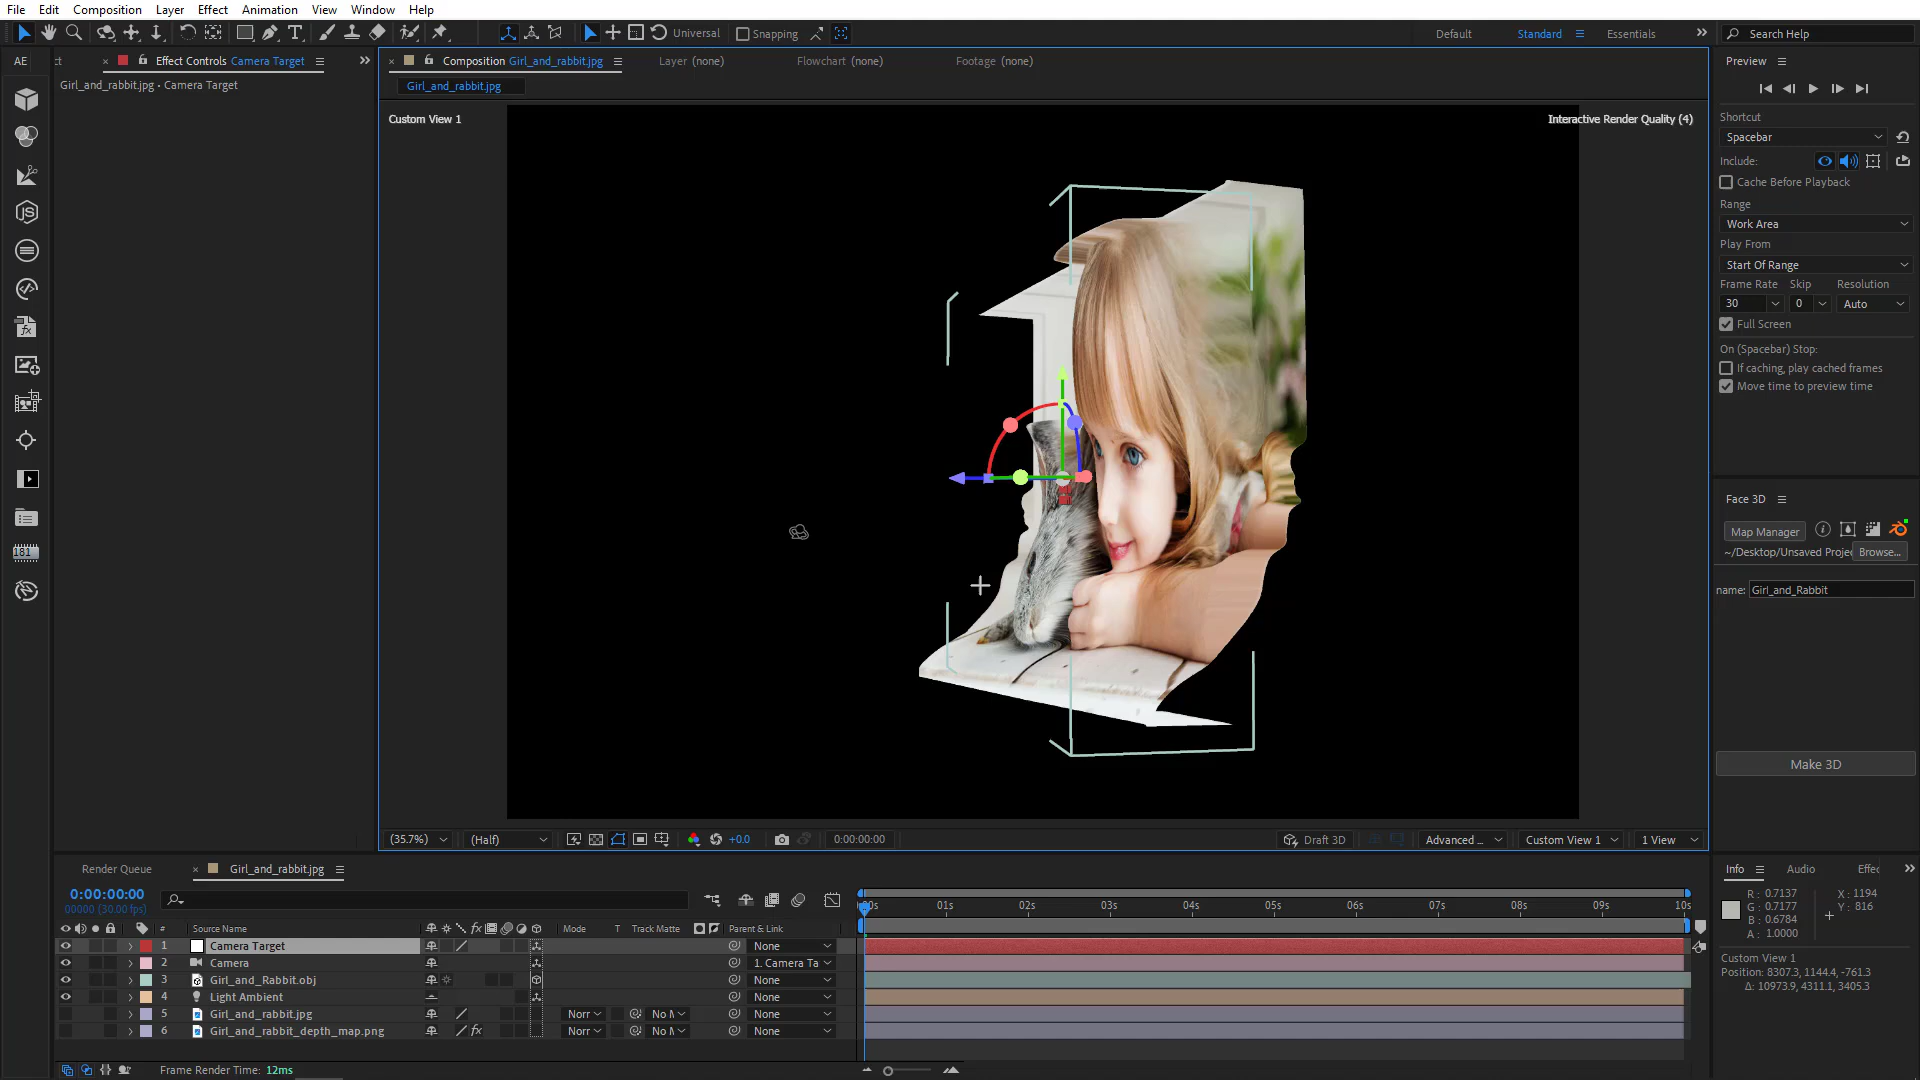 File Edit Composition Layer Effect Animation View Window Help
Universal Snapping Default Standard Essentials Search Help
AE ct Effect Controls Camera Target Composition Girl_and_rabbit.jpg Layer (none) Flowchart (none) Footage (none)
Girl_and_rabbit.jpg • Camera Target
Girl_and_rabbit.jpg
Custom View 1
Interactive Render Quality (4)
181
Preview
Shortcut
Spacebar
Include:
Cache Before Playback
Range
Work Area
Play From
Start Of Range
Frame Rate Skip Resolution
30 0 Auto
Full Screen
On (Spacebar) Stop:
If caching, play cached frames
Move time to preview time
Face 3D
Map Manager
~/Desktop/Unsaved Projec Browse...
name: Girl_and_Rabbit
Make 3D
(35.7%) (Half) +0.0 0:00:00:00 Draft 3D Advanced ... Custom View 1 1 View
Render Queue Girl_and_rabbit.jpg
0:00:00:00
00000 (30.00 fps)
:00s 01s 02s 03s 04s 05s 06s 07s 08s 09s 10s
# Source Name fx Mode T Track Matte Parent & Link
1 Camera Target None
2 Camera 1. Camera Ta
3 Girl_and_Rabbit.obj None
4 Light Ambient None
5 Girl_and_rabbit.jpg Norr No M None
6 Girl_and_rabbit_depth_map.png fx Norr No M None
Frame Render Time: 12ms
Info Audio Effec
R : 0.7137 X : 1194
G : 0.7177 Y : 816
B : 0.6784
A : 1.0000
Custom View 1
Position: 8307.3, 1144.4, -761.3
Δ: 10973.9, 4311.1, 3405.3